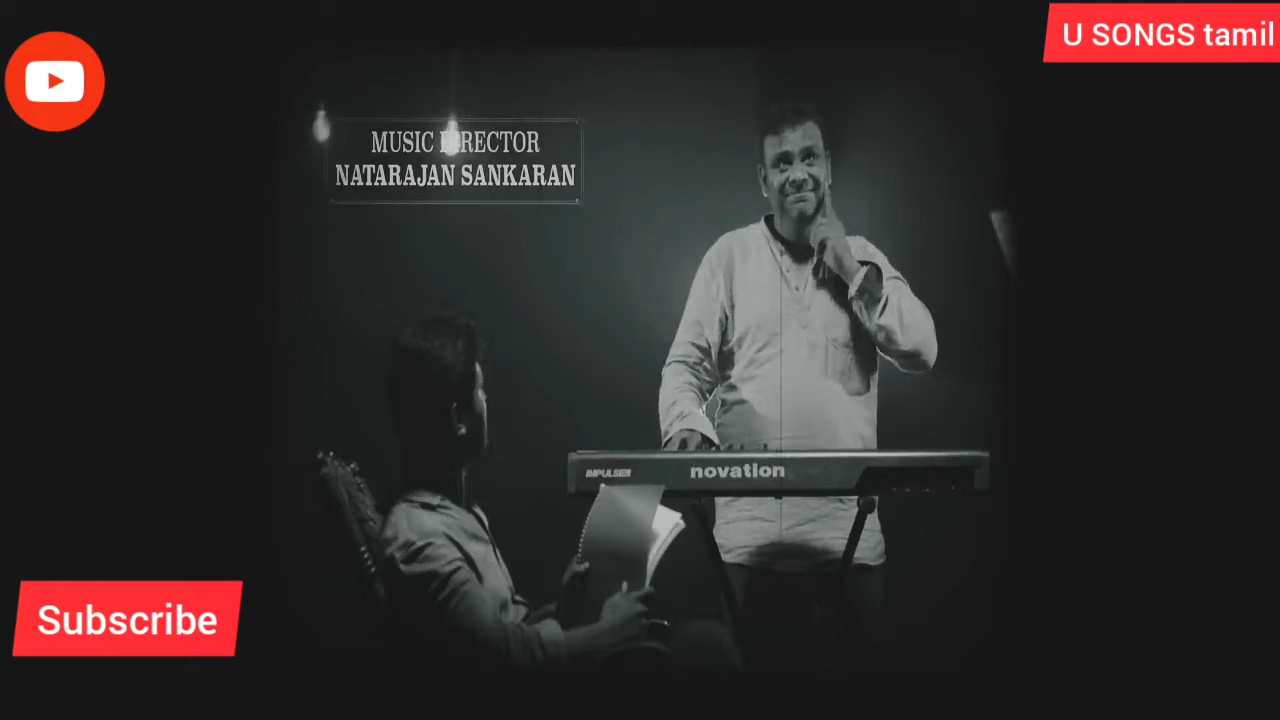 U SONGS tamil
MUSIC DIRECTOR
NATARAJAN SANKARAN
IMPULSE
novation
Subscribe